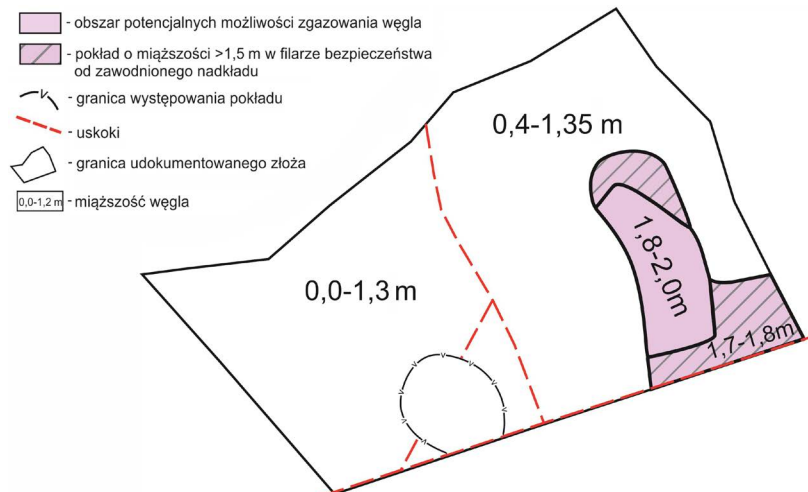 - obszar potencjalnych możliwości zgazowania węgla
- pokład o miąższości >1,5 m w filarze bezpieczeństwa
od zawodnionego nadkładu
- granica występowania pokładu
- uskoki
- granica udokumentowanego złoża
0,0-1,2 m - miąższość węgla
0,4-1,35 m
1,8-2,0m
0,0-1,3 m
1,7-1,8m